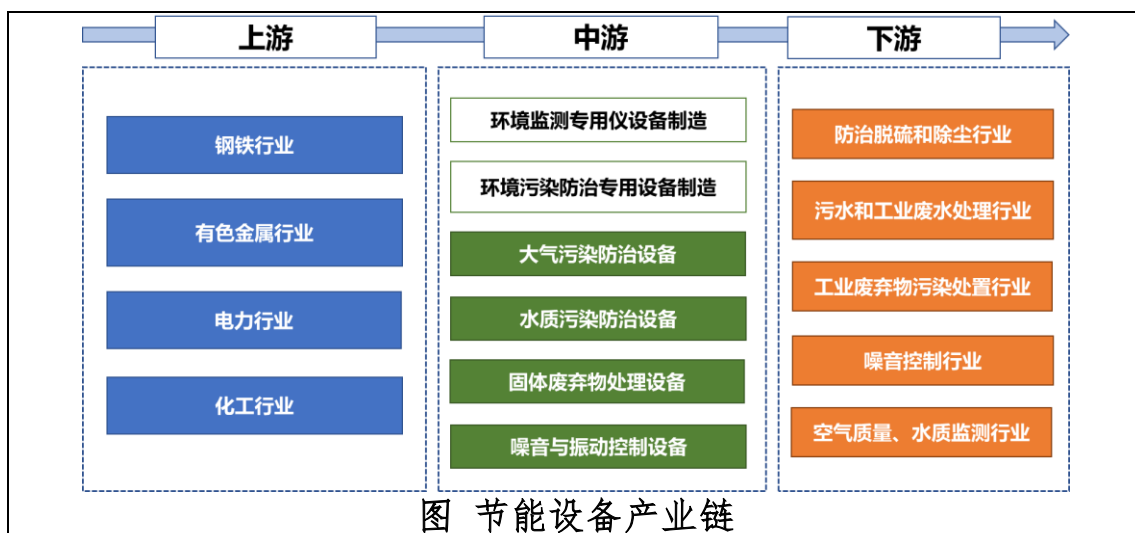 上游
中游
下游
钢铁行业
有色金属行业
电力行业
化工行业
环境监测专用仪设备制造
环境污染防治专用设备制造
大气污染防治设备
水质污染防治设备
固体废弃物处理设备
噪音与振动控制设备
防治脱硫和除尘行业
污水和工业废水处理行业
工业废弃物污染处置行业
噪音控制行业
空气质量、水质监测行业
图 节能设备产业链